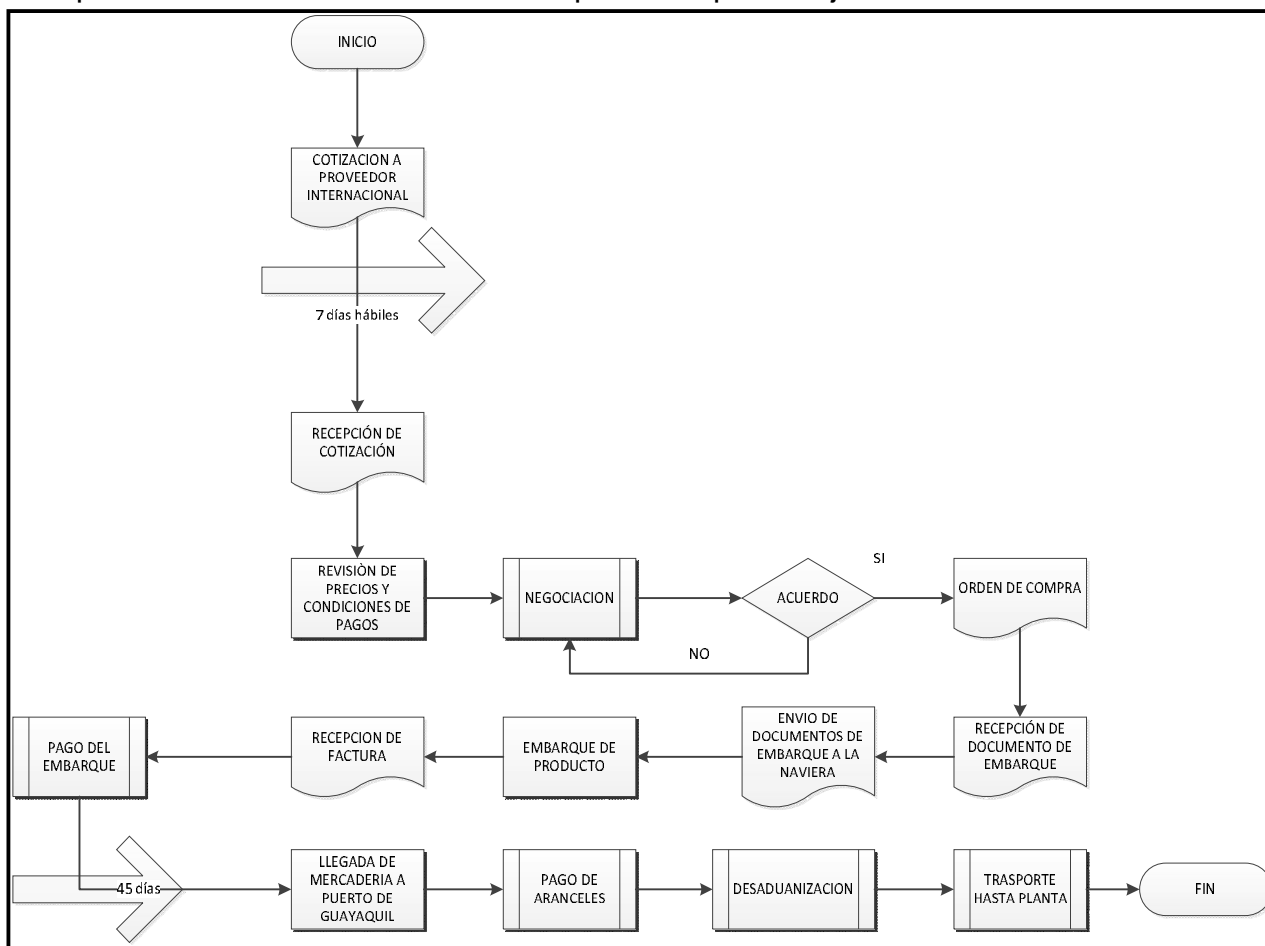 INICIO
COTIZACION A
PROVEEDOR
INTERNACIONAL
7 días hábiles
RECEPCIÓN DE
COTIZACIÓN
REVISIÒN DE
PRECIOS Y
CONDICIONES DE
PAGOS
NEGOCIACION
ACUERDO
SI
NO
ORDEN DE COMPRA
RECEPCIÓN DE
DOCUMENTO DE
EMBARQUE
ENVIO DE
DOCUMENTOS DE
EMBARQUE A LA
NAVIERA
EMBARQUE DE
PRODUCTO
RECEPCION DE
FACTURA
PAGO DEL
EMBARQUE
45 días
LLEGADA DE
MERCADERIA A
PUERTO DE
GUAYAQUIL
PAGO DE
ARANCELES
DESADUANIZACION
TRASPORTE
HASTA PLANTA
FIN